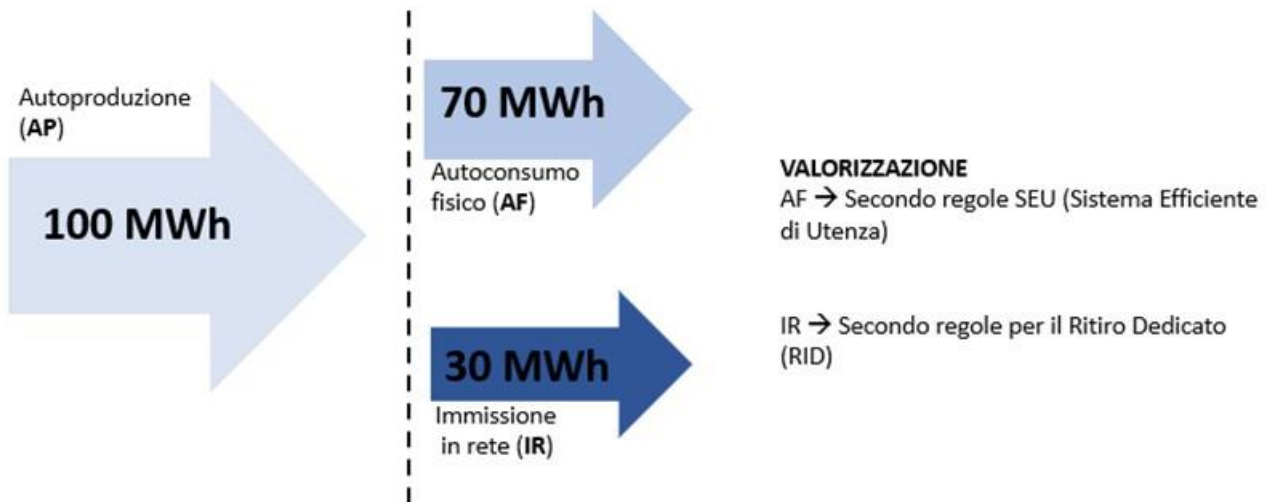 Autoproduzione
(AP)
100 MWh
70 MWh
Autoconsumo
fisico (AF)
30 MWh
Immissione
in rete (IR)
VALORIZZAZIONE
AF → Secondo regole SEU (Sistema Efficiente
di Utenza)
IR → Secondo regole per il Ritiro Dedicato
(RID)